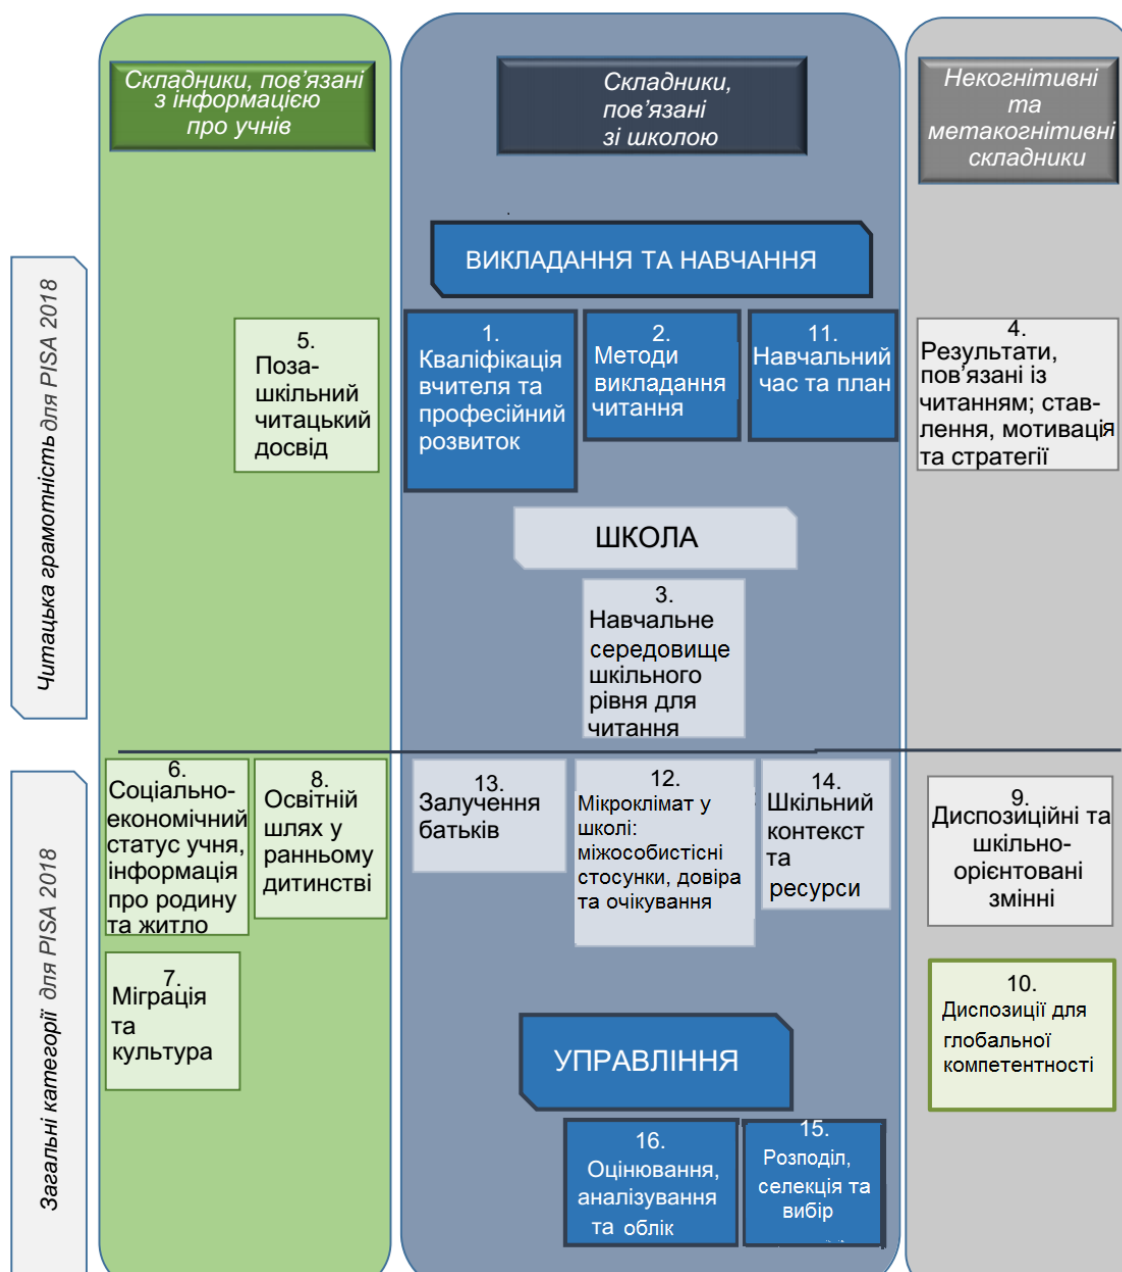 Складники, пов’язані
з інформацією
про учнів
Складники,
пов’язані
зі школою
Некогнітивні
та
метакогнітивні
складники
Читацька грамотність для PISA 2018
ВИКЛАДАННЯ ТА НАВЧАННЯ
5.
Поза-
шкільний
читацький
досвід
1.
Кваліфікація
вчителя та
професійний
розвиток
2.
Методи
викладання
читання
11.
Навчальний
час та план
4.
Результати,
пов’язані із
читанням; став-
лення, мотивація
та стратегії
ШКОЛА
3.
Навчальне
середовище
шкільного
рівня для
читання
Загальні категорії для PISA 2018
6.
Соціально-
економічний
статус учня,
інформація
про родину
та житло
8.
Освітній
шлях у
ранньому
дитинстві
13.
Залучення
батьків
12.
Мікроклімат у
школі:
міжособистісні
стосунки, довіра
та очікування
14.
Шкільний
контекст
та
ресурси
9.
Диспозиційні та
шкільно-
орієнтовані
змінні
7.
Міграція
та
культура
10.
Диспозиції для
глобальної
компетентності
УПРАВЛІННЯ
16.
Оцінювання,
аналізування
та облік
15.
Розподіл,
селекція та
вибір